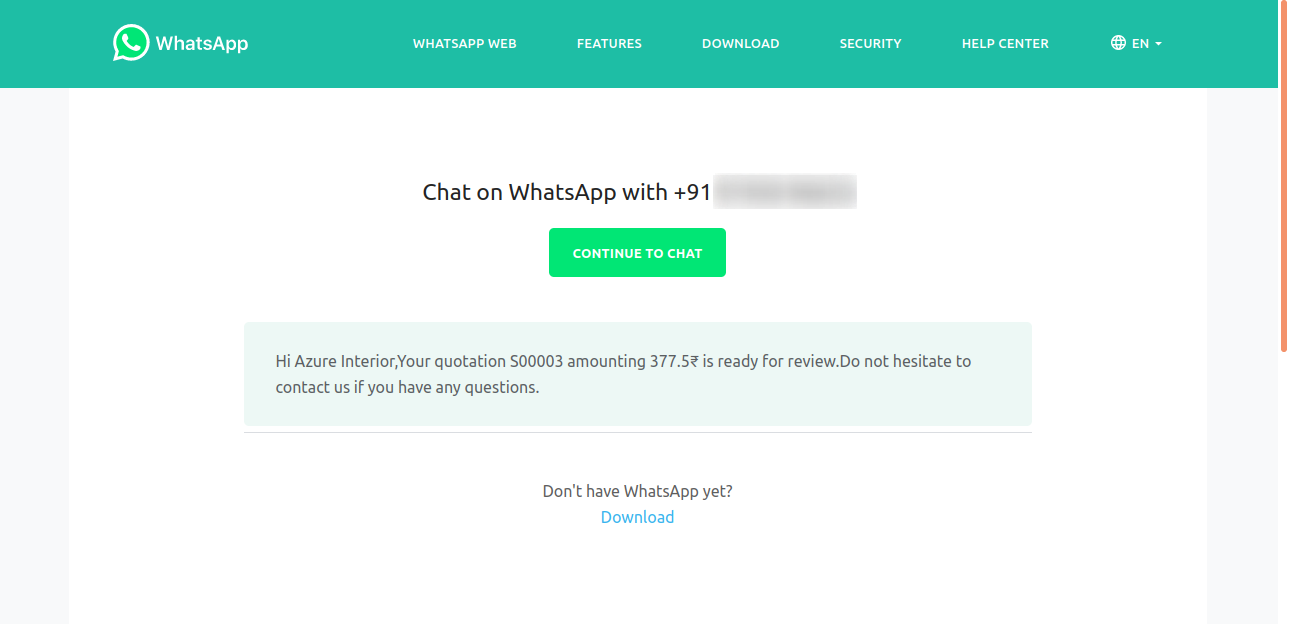 WhatsApp
WHATSAPP WEB
FEATURES
DOWNLOAD
SECURITY
HELP CENTER
EN
Chat on WhatsApp with +91
CONTINUE TO CHAT
Hi Azure Interior,Your quotation S00003 amounting 377.5₹ is ready for review.Do not hesitate to
contact us if you have any questions.
Don't have WhatsApp yet?
Download